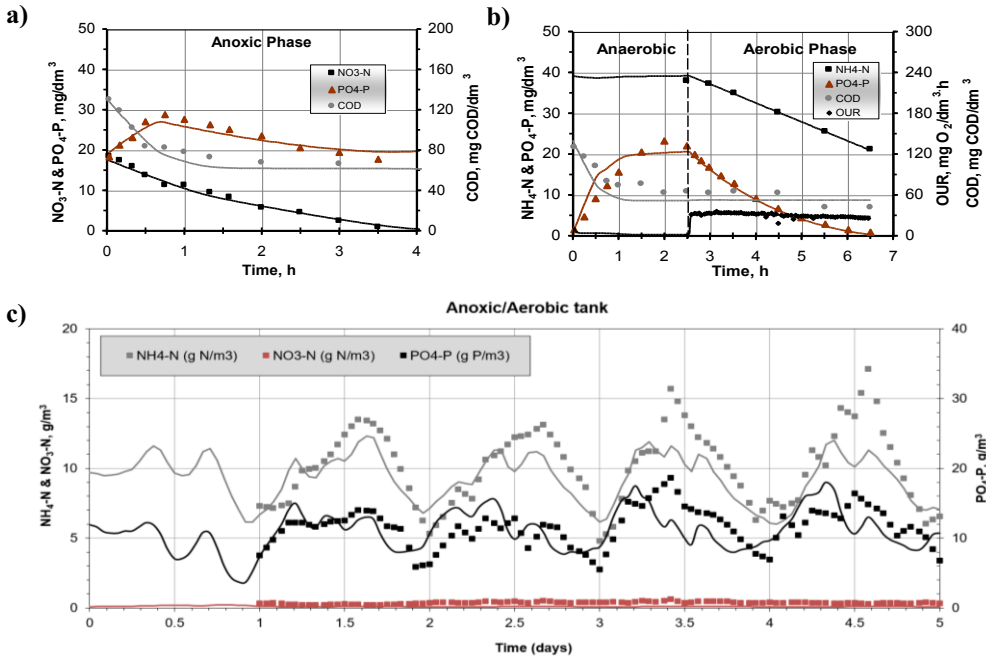 a)
Anoxic Phase
NO3-N
PO4-P
COD
NO₃-N & PO₄-P, mg/dm³
50
40
30
20
10
0
COD, mg COD/dm³
200
160
120
80
40
0
0 1 2 3 4
Time, h
b)
Anaerobic Aerobic Phase
NH4-N
PO4-P
COD
OUR
NH₄-N & PO₄-P, mg/dm³
50
40
30
20
10
0
OUR, mg O₂/dm³·h
COD, mg COD/dm³
300
240
180
120
60
0
0 1 2 3 4 5 6 7
Time, h
c)
Anoxic/Aerobic tank
NH4-N (g N/m3) NO3-N (g N/m3) PO4-P (g P/m3)
NH₄-N & NO₃-N, g/m³
20
15
10
5
0
PO₄-P, g/m³
40
30
20
10
0
0 0.5 1 1.5 2 2.5 3 3.5 4 4.5 5
Time (days)